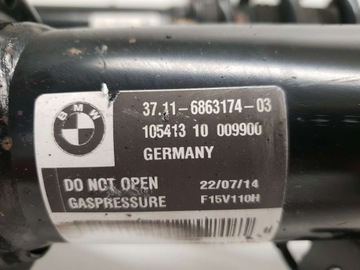 BMW
37.11-6863174-03
105413 10 009900
GERMANY
DO NOT OPEN 22/07/14
GASPRESSURE F15V110H